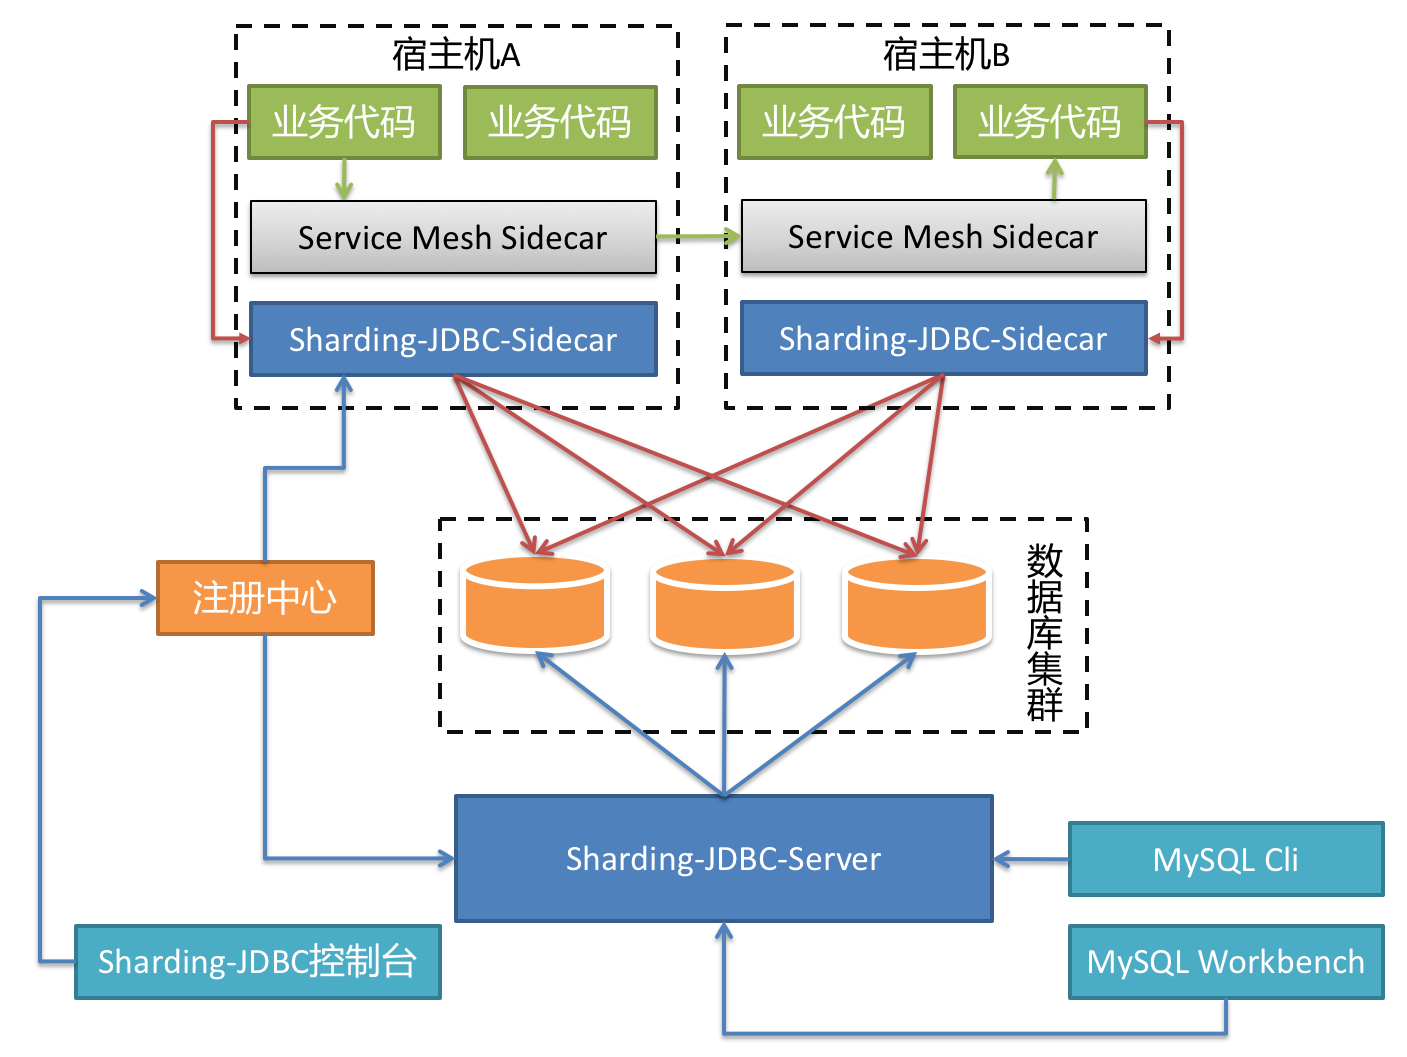 宿主机A
业务代码
业务代码
Service Mesh Sidecar
Sharding-JDBC-Sidecar
宿主机B
业务代码
业务代码
Service Mesh Sidecar
Sharding-JDBC-Sidecar
注册中心
数据库集群
Sharding-JDBC-Server
MySQL Cli
Sharding-JDBC控制台
MySQL Workbench